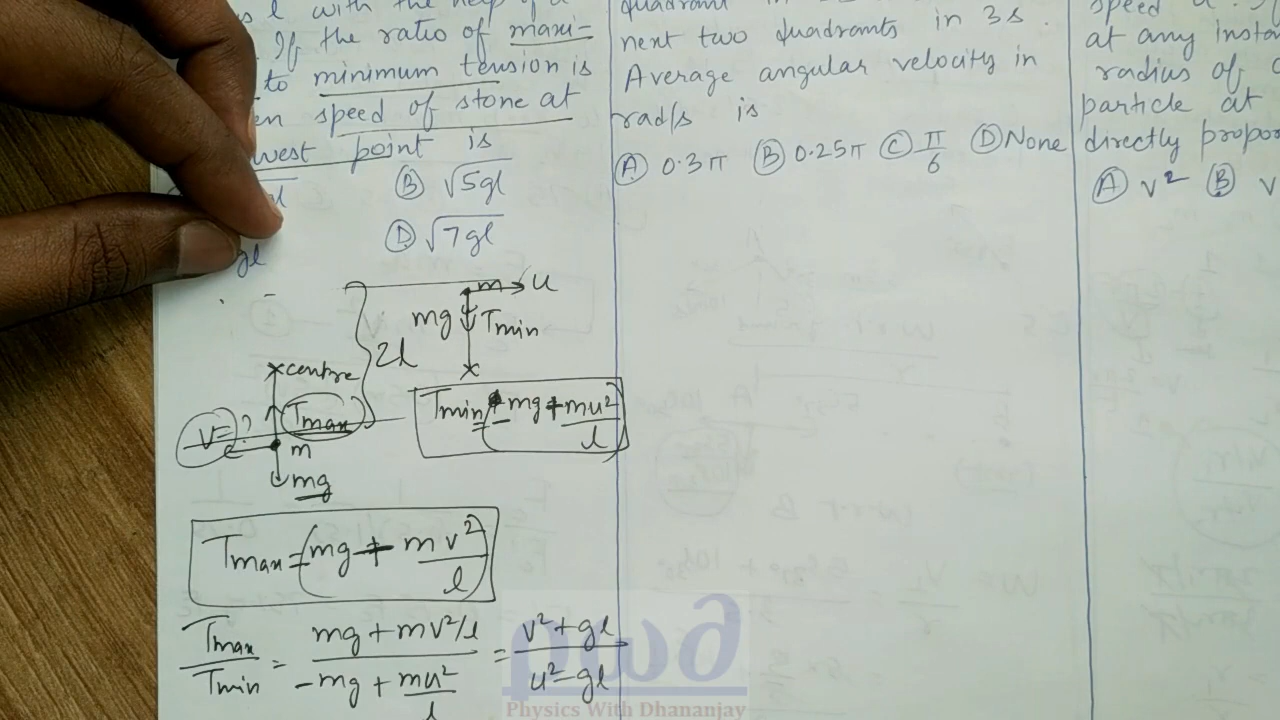 l with the help of a
If the ratio of maxi-
to minimum tension is
speed of stone at
west point is
Ⓑ √5gl
Ⓓ √7gl
gl
m → u
mg Tmin
2l
centre
Tmin = -mg + mu²/l
V = ? Tmax
m
mg
Tmax = mg + mv²/l
Tmax/Tmin = (mg + mv²/l)/(-mg + mu²/l) = (v² + gl)/(u² - gl)
quadrant in
next two quadrants in 3s.
Average angular velocity in
rad/s is
Ⓐ 0.3π Ⓑ 0.25π Ⓒ π/6 Ⓓ None
speed
at any insta
radius of
particle at
directly propor
Ⓐ v² Ⓑ v
Physics With Dhananjay